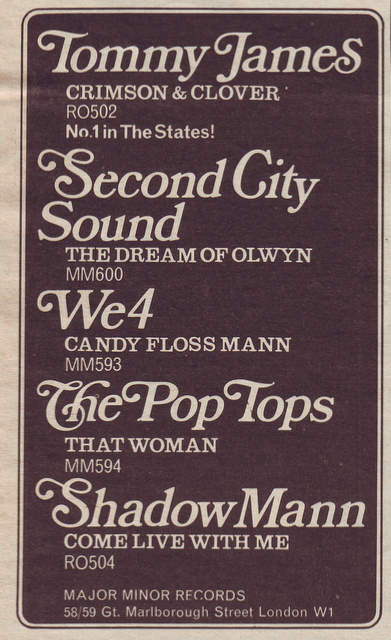 Tommy James
CRIMSON & CLOVER
RO502
No.1 in The States!
Second City
Sound
THE DREAM OF OLWYN
MM600
We4
CANDY FLOSS MANN
MM593
The Pop Tops
THAT WOMAN
MM594
Shadow Mann
COME LIVE WITH ME
RO504
MAJOR MINOR RECORDS
58/59 Gt. Marlborough Street London W1